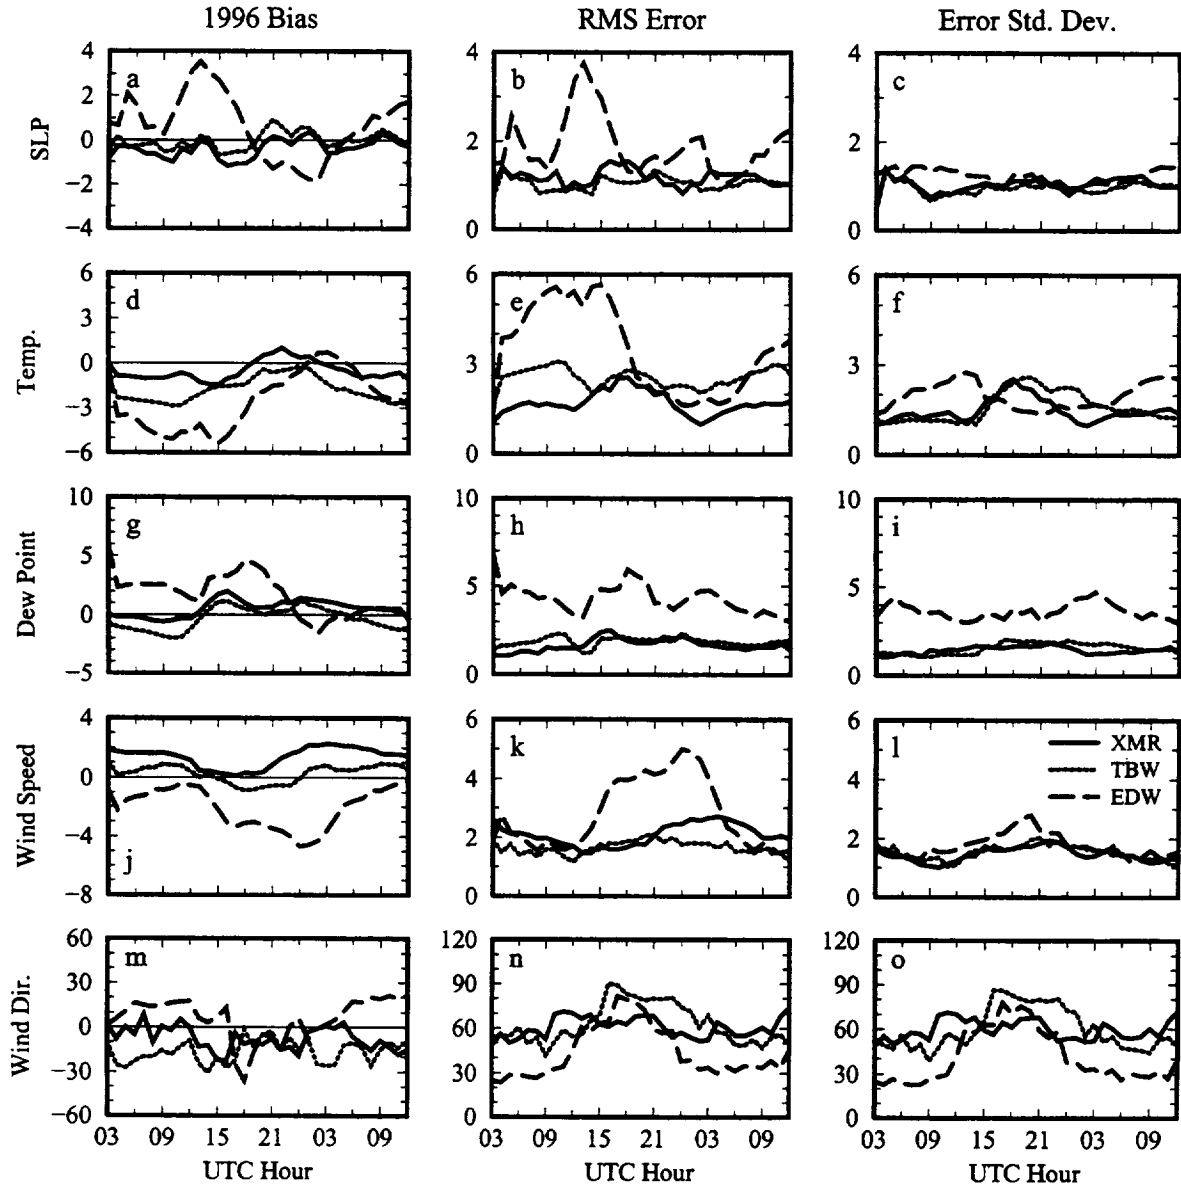 1996 Bias RMS Error Error Std. Dev.
SLP
4 2 0 −2 −4
a
4 2 0
b
4 2 0
c
Temp.
6 3 0 −3 −6
d
6 3 0
e
6 3 0
f
Dew Point
10 5 0 −5
g
10 5 0
h
10 5 0
i
Wind Speed
4 0 −4 −8
j
6 4 2 0
k
6 4 2 0
l
XMR
TBW
EDW
Wind Dir.
60 30 0 −30 −60
m
120 90 60 30 0
n
120 90 60 30 0
o
03 09 15 21 03 09
03 09 15 21 03 09
03 09 15 21 03 09
UTC Hour UTC Hour UTC Hour